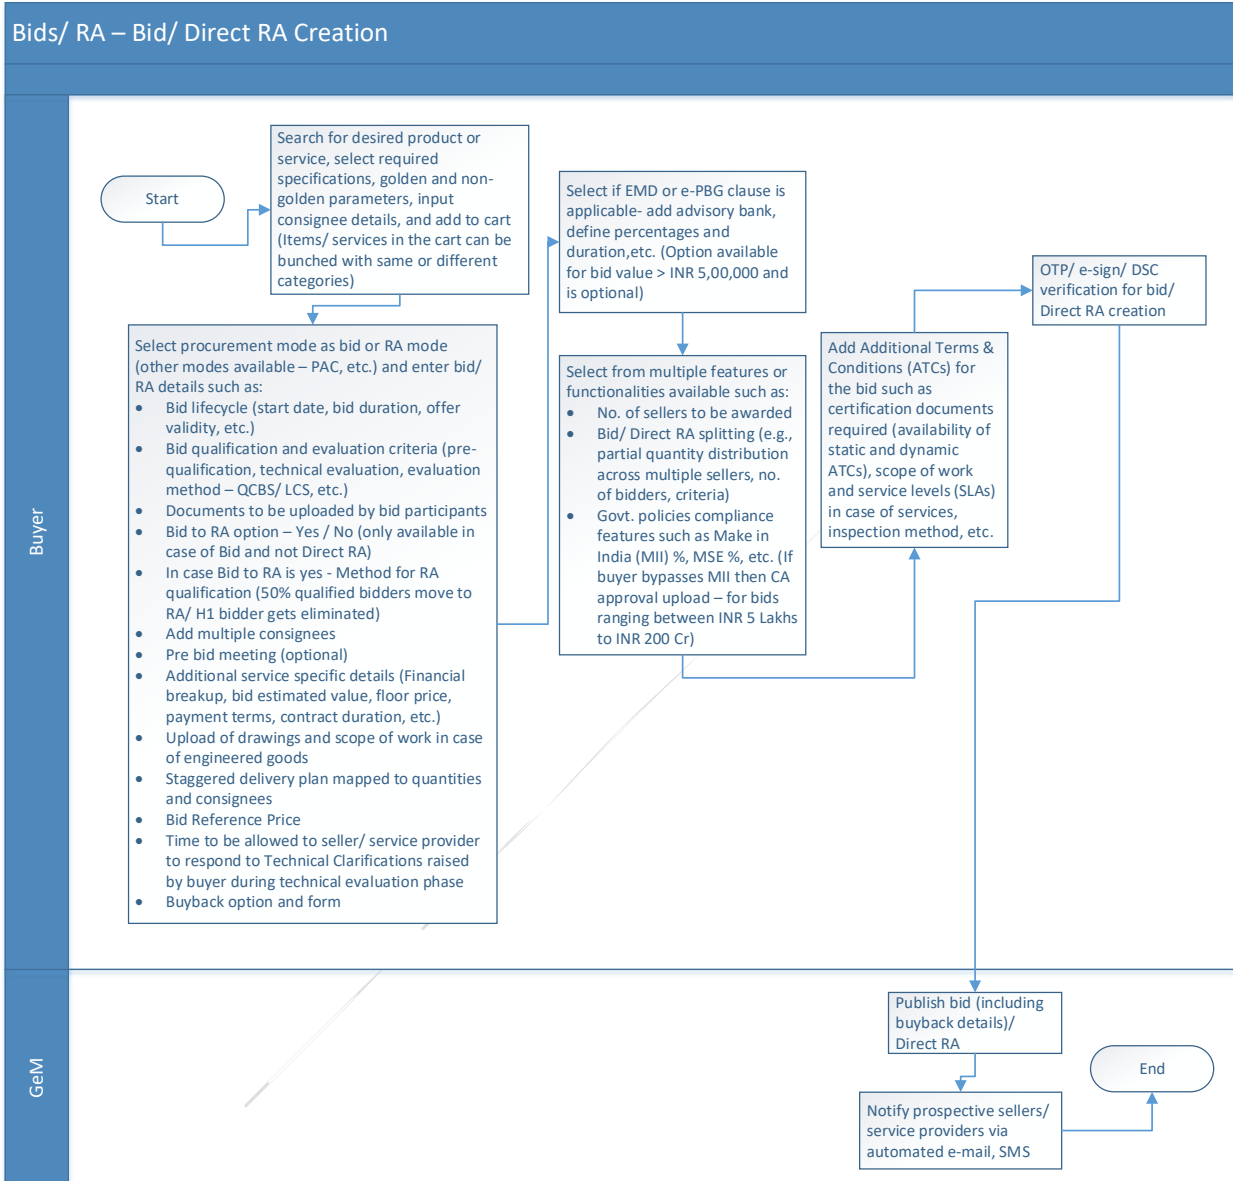 Bids/ RA – Bid/ Direct RA Creation
Buyer
Start
Search for desired product or
service, select required
specifications, golden and non-
golden parameters, input
consignee details, and add to cart
(Items/ services in the cart can be
bunched with same or different
categories)
Select procurement mode as bid or RA mode
(other modes available – PAC, etc.) and enter bid/
RA details such as:
• Bid lifecycle (start date, bid duration, offer
validity, etc.)
• Bid qualification and evaluation criteria (pre-
qualification, technical evaluation, evaluation
method – QCBS/ LCS, etc.)
• Documents to be uploaded by bid participants
• Bid to RA option – Yes / No (only available in
case of Bid and not Direct RA)
• In case Bid to RA is yes - Method for RA
qualification (50% qualified bidders move to
RA/ H1 bidder gets eliminated)
• Add multiple consignees
• Pre bid meeting (optional)
• Additional service specific details (Financial
breakup, bid estimated value, floor price,
payment terms, contract duration, etc.)
• Upload of drawings and scope of work in case
of engineered goods
• Staggered delivery plan mapped to quantities
and consignees
• Bid Reference Price
• Time to be allowed to seller/ service provider
to respond to Technical Clarifications raised
by buyer during technical evaluation phase
• Buyback option and form
Select if EMD or e-PBG clause is
applicable- add advisory bank,
define percentages and
duration,etc. (Option available
for bid value > INR 5,00,000 and
is optional)
Select from multiple features or
functionalities available such as:
• No. of sellers to be awarded
• Bid/ Direct RA splitting (e.g.,
partial quantity distribution
across multiple sellers, no.
of bidders, criteria)
• Govt. policies compliance
features such as Make in
India (MII) %, MSE %, etc. (If
buyer bypasses MII then CA
approval upload – for bids
ranging between INR 5 Lakhs
to INR 200 Cr)
Add Additional Terms &
Conditions (ATCs) for
the bid such as
certification documents
required (availability of
static and dynamic
ATCs), scope of work
and service levels (SLAs)
in case of services,
inspection method, etc.
OTP/ e-sign/ DSC
verification for bid/
Direct RA creation
GeM
Publish bid (including
buyback details)/
Direct RA
Notify prospective sellers/
service providers via
automated e-mail, SMS
End